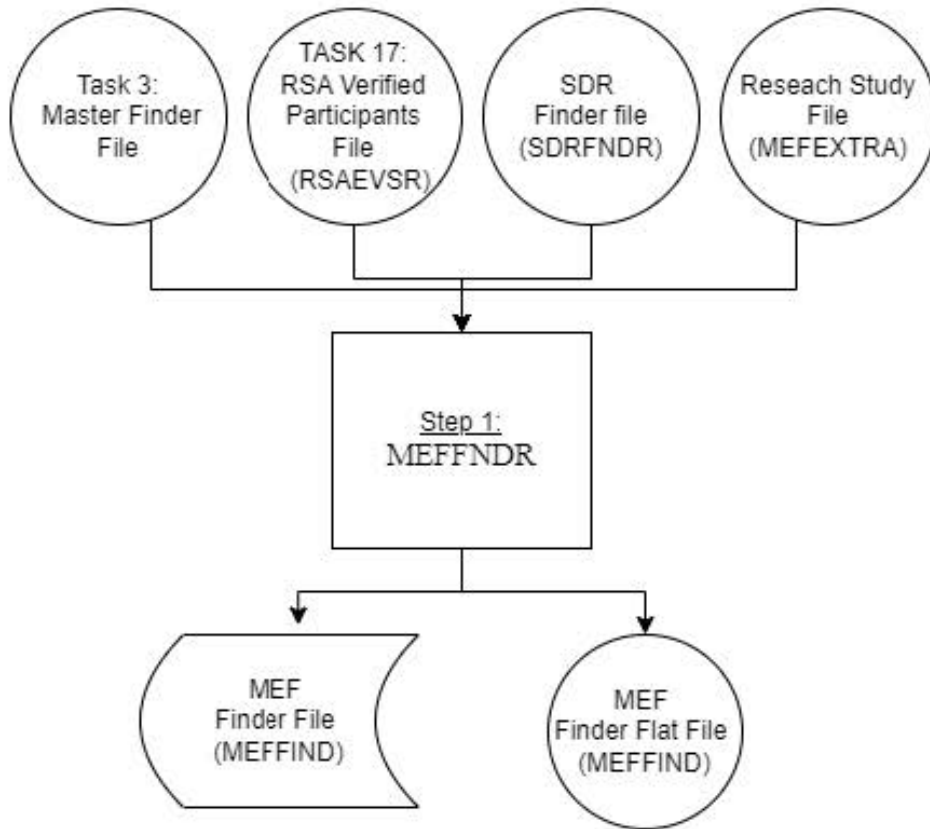 Task 3:
Master Finder
File
TASK 17:
RSA Verified
Participants
File
(RSAEVSR)
SDR
Finder file
(SDRFNDR)
Reseach Study
File
(MEFEXTRA)
Step 1:
MEFFNDR
MEF
Finder File
(MEFFIND)
MEF
Finder Flat File
(MEFFIND)